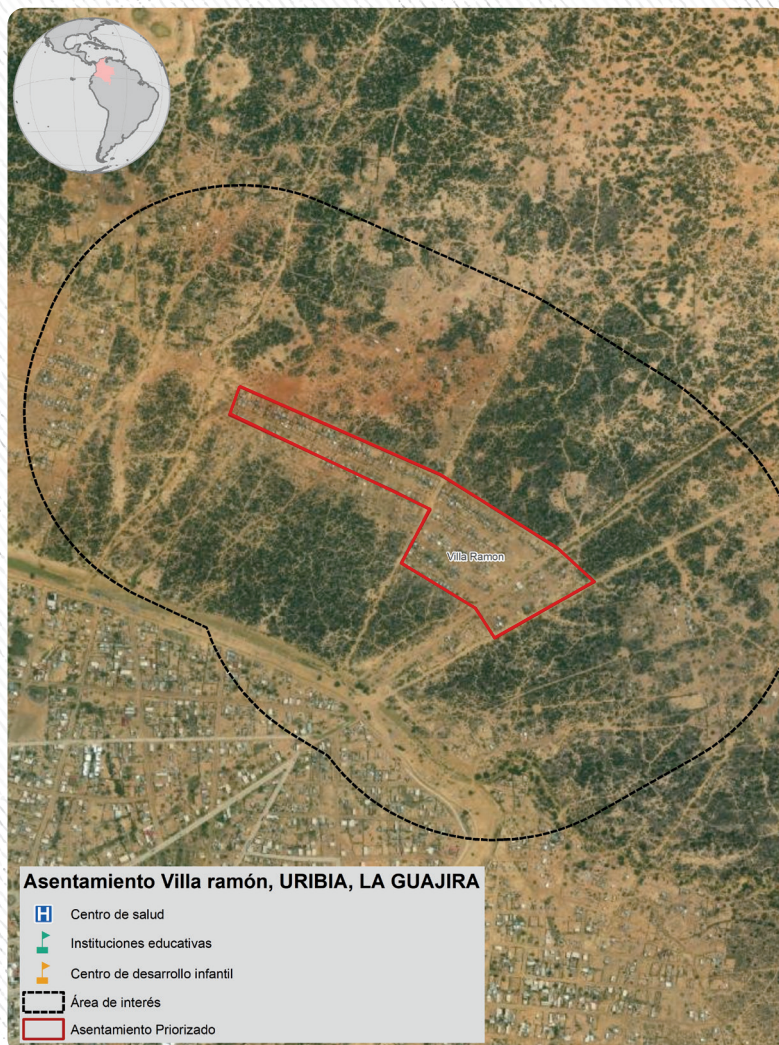 Villa Ramon
Asentamiento Villa ramón, URIBIA, LA GUAJIRA
H
Centro de salud
Instituciones educativas
Centro de desarrollo infantil
Área de interés
Asentamiento Priorizado